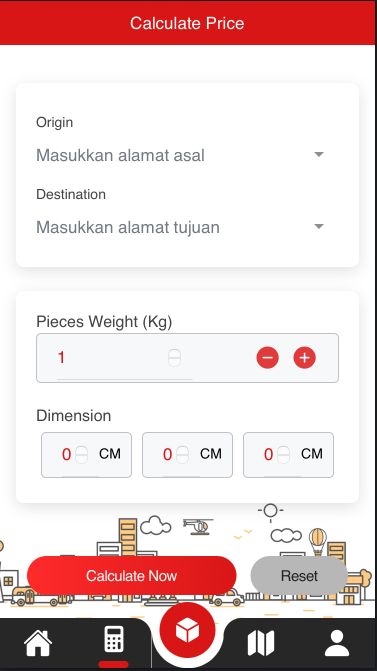 Calculate Price
Origin
Masukkan alamat asal
Destination
Masukkan alamat tujuan
Pieces Weight (Kg)
1
Dimension
0 CM 0 CM 0 CM
Calculate Now Reset